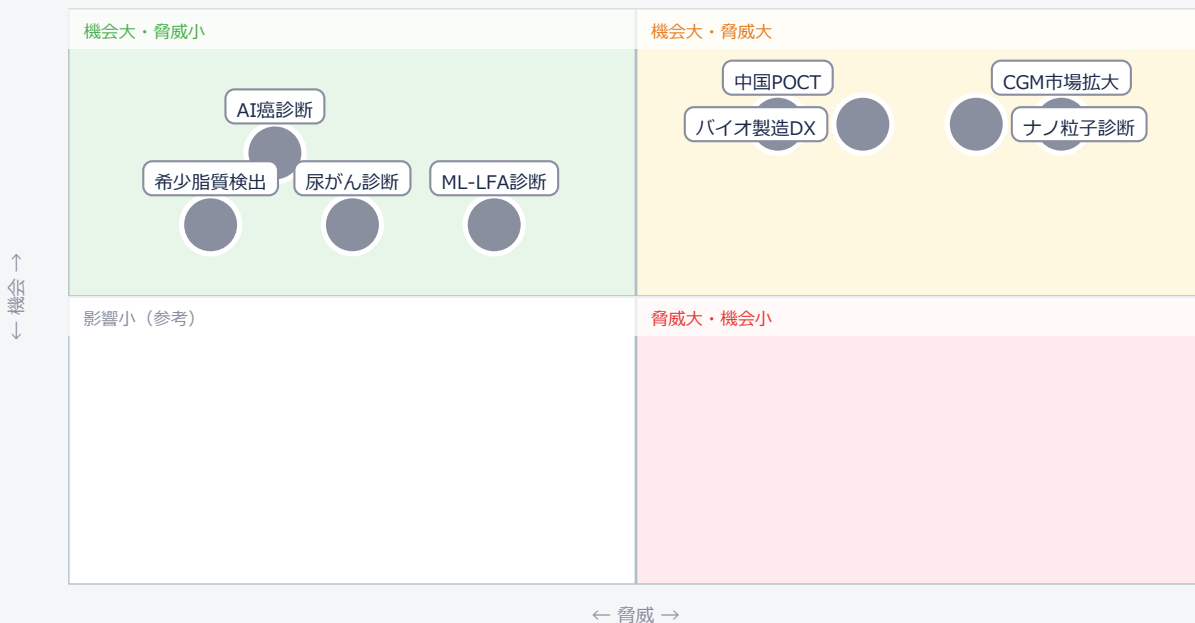 機会大・脅威小
機会大・脅威大
中国POCT
CGM市場拡大
AI癌診断
バイオ製造DX
ナノ粒子診断
希少脂質検出
尿がん診断
ML-LFA診断
← 機会 →
影響小（参考）
脅威大・機会小
← 脅威 →